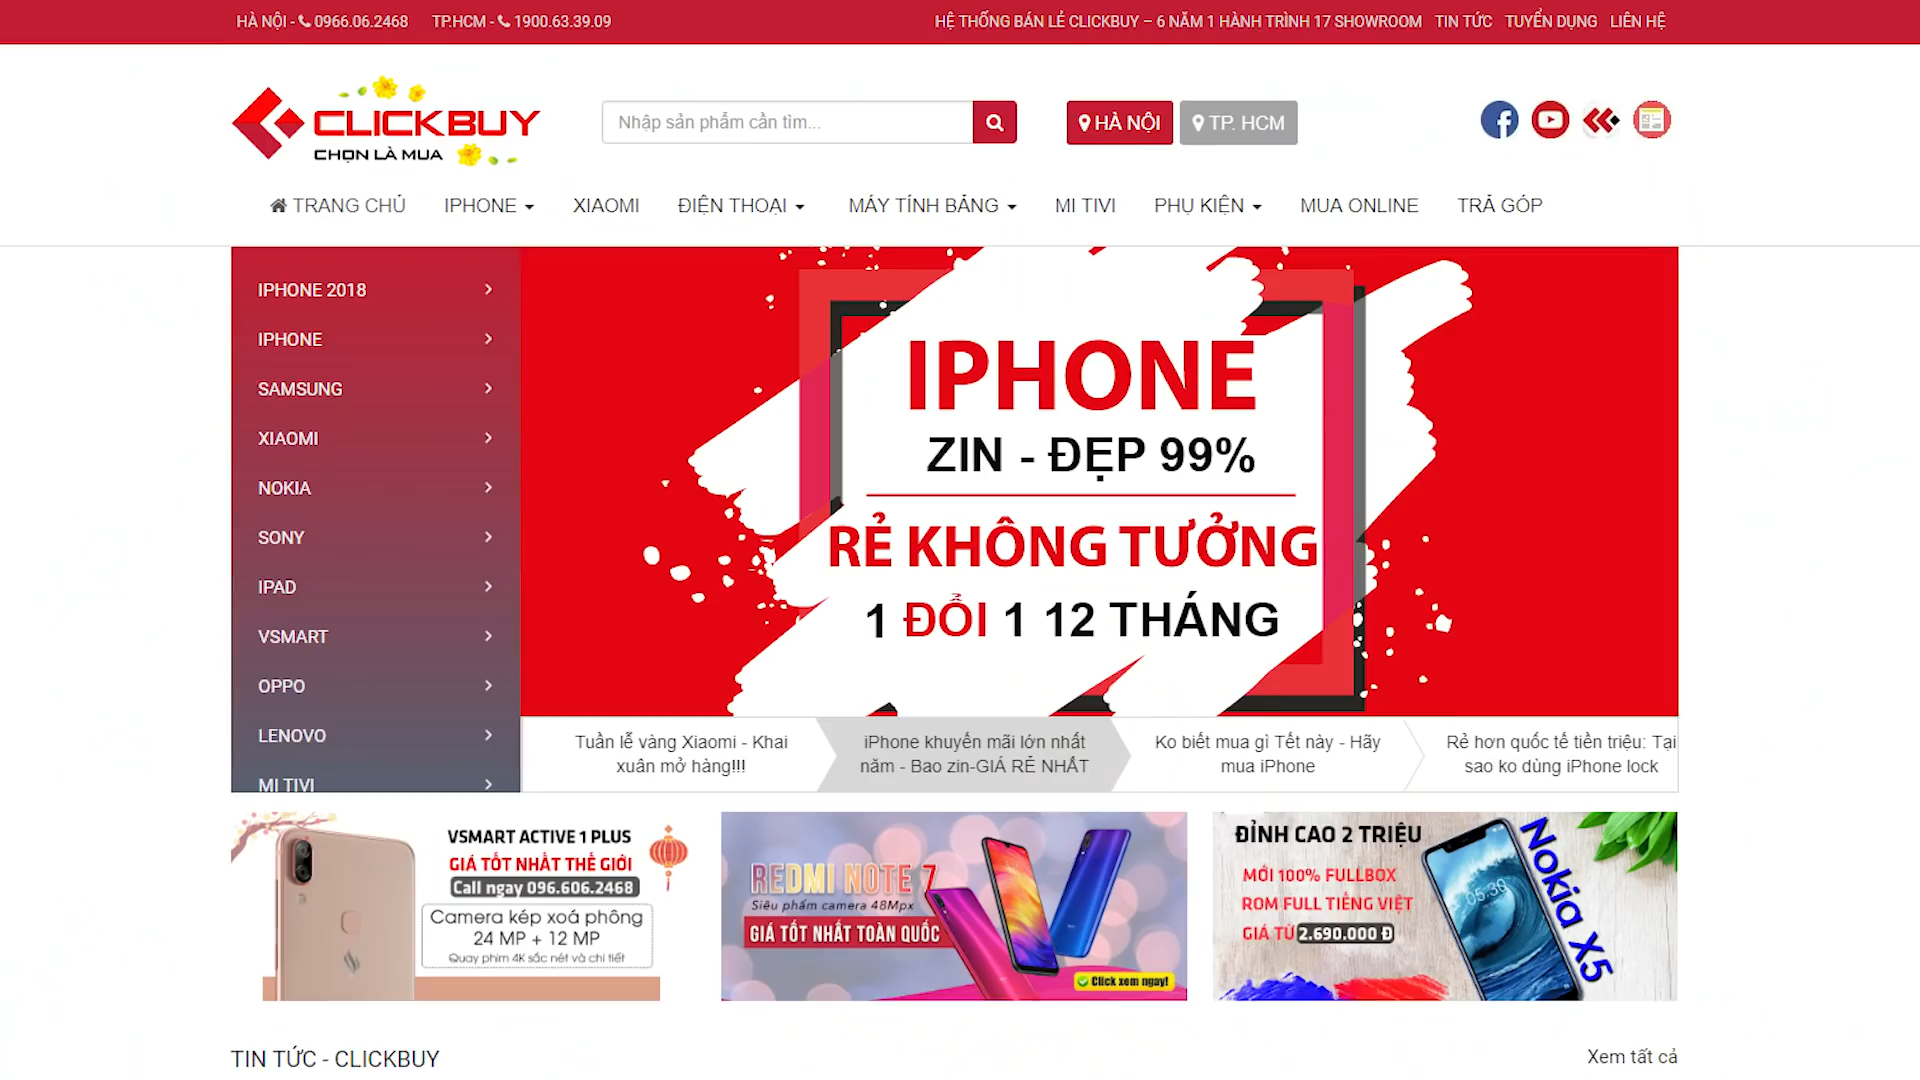 HÀ NỘI - 0966.06.2468 TP.HCM - 1900.63.39.09
HỆ THỐNG BÁN LẺ CLICKBUY – 6 NĂM 1 HÀNH TRÌNH 17 SHOWROOM TIN TỨC TUYỂN DỤNG LIÊN HỆ
CLICKBUY
CHỌN LÀ MUA
Nhập sản phẩm cần tìm...
HÀ NỘI
TP. HCM
TRANG CHỦ IPHONE XIAOMI ĐIỆN THOẠI MÁY TÍNH BẢNG MI TIVI PHỤ KIỆN MUA ONLINE TRẢ GÓP
IPHONE 2018
IPHONE
SAMSUNG
XIAOMI
NOKIA
SONY
IPAD
VSMART
OPPO
LENOVO
MI TIVI
IPHONE
ZIN - ĐẸP 99%
RẺ KHÔNG TƯỞNG
1 ĐỔI 1 12 THÁNG
Tuần lễ vàng Xiaomi - Khai
xuân mở hàng!!!
iPhone khuyến mãi lớn nhất
năm - Bao zin-GIÁ RẺ NHẤT
Ko biết mua gì Tết này - Hãy
mua iPhone
Rẻ hơn quốc tế tiền triệu: Tại
sao ko dùng iPhone lock
VSMART ACTIVE 1 PLUS
GIÁ TỐT NHẤT THẾ GIỚI
Call ngay 096.606.2468
Camera kép xoá phông
24 MP + 12 MP
Quay phim 4K sắc nét và chi tiết
REDMI NOTE 7
Siêu phẩm camera 48Mpx
GIÁ TỐT NHẤT TOÀN QUỐC
Click xem ngay!
ĐỈNH CAO 2 TRIỆU
MỚI 100% FULLBOX
ROM FULL TIẾNG VIỆT
GIÁ TỪ 2.690.000 Đ
05:30
Nokia X5
TIN TỨC - CLICKBUY
Xem tất cả